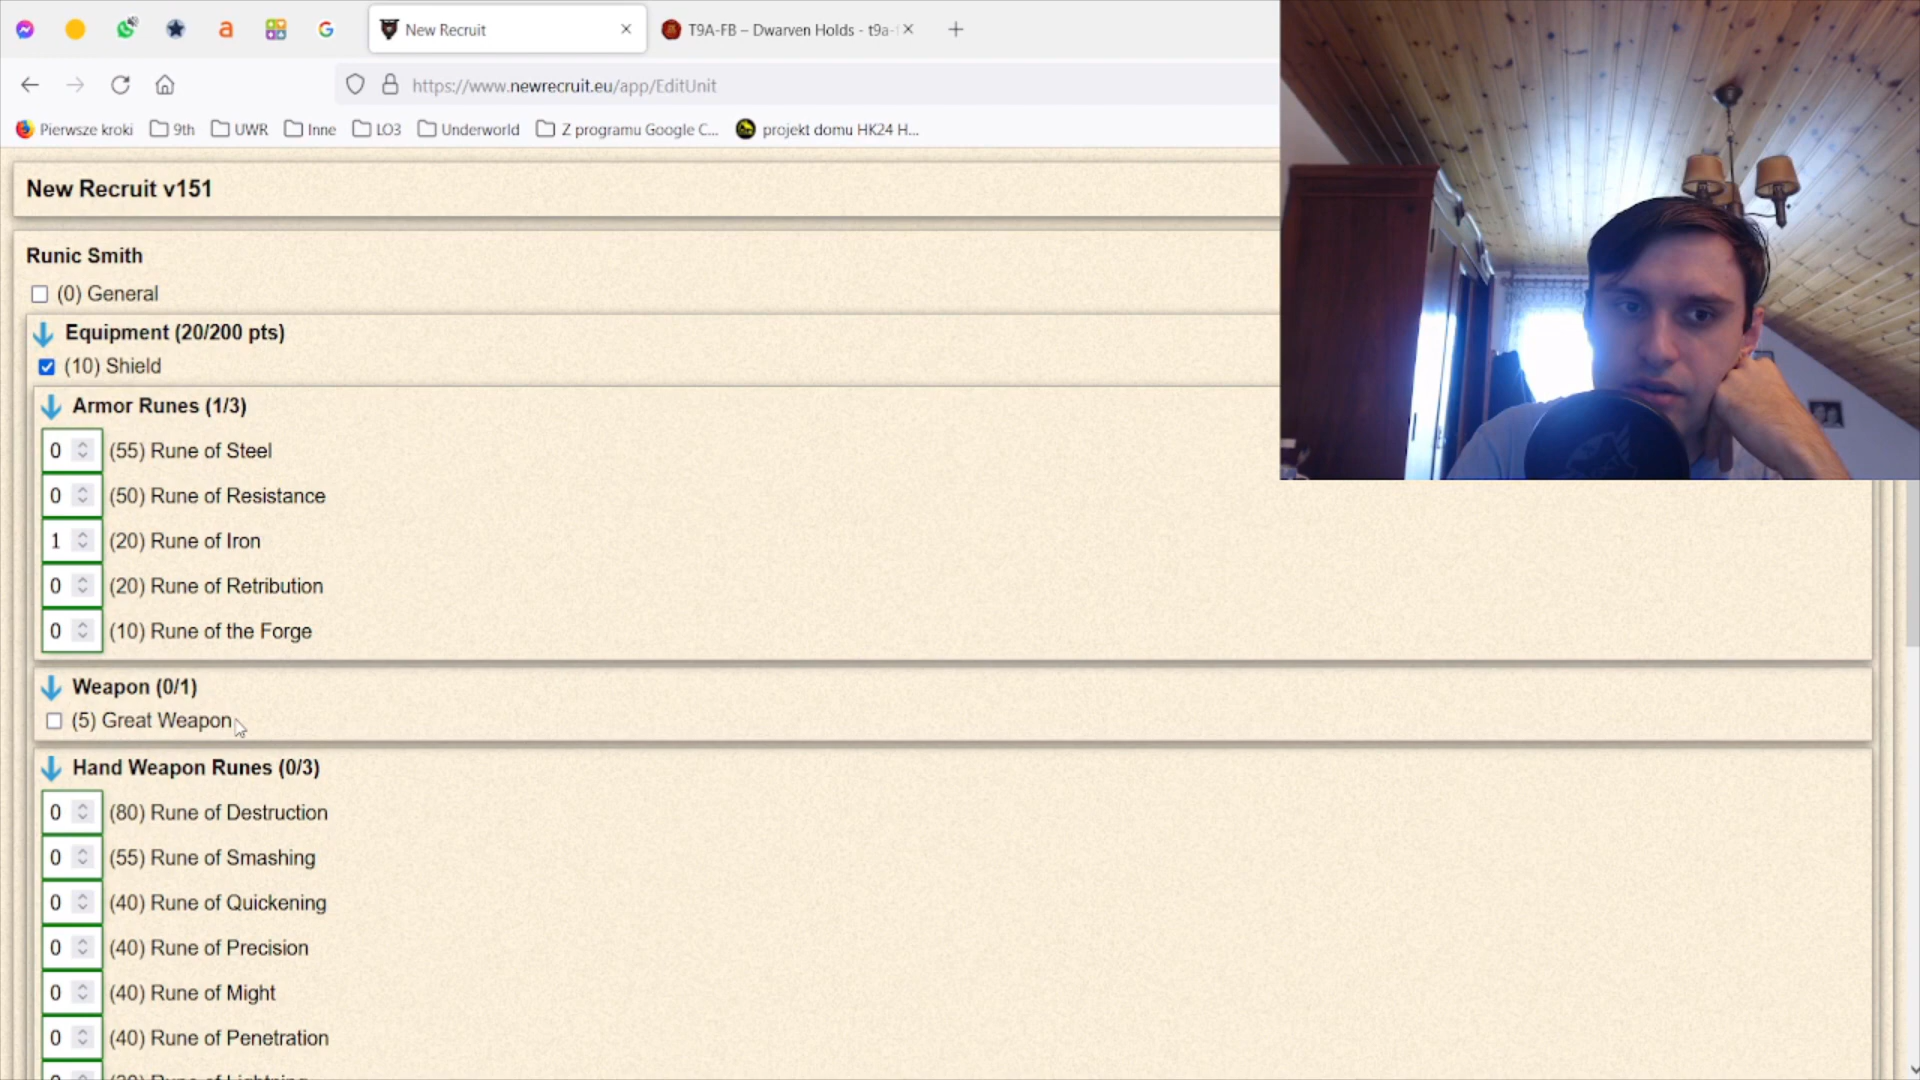 New Recruit
T9A-FB – Dwarven Holds - t9a-
https://www.newrecruit.eu/app/EditUnit
Pierwsze kroki 9th UWR Inne LO3 Underworld Z programu Google C... projekt domu HK24 H...
New Recruit v151
Runic Smith
(0) General
Equipment (20/200 pts)
(10) Shield
Armor Runes (1/3)
0 (55) Rune of Steel
0 (50) Rune of Resistance
1 (20) Rune of Iron
0 (20) Rune of Retribution
0 (10) Rune of the Forge
Weapon (0/1)
(5) Great Weapon
Hand Weapon Runes (0/3)
0 (80) Rune of Destruction
0 (55) Rune of Smashing
0 (40) Rune of Quickening
0 (40) Rune of Precision
0 (40) Rune of Might
0 (40) Rune of Penetration